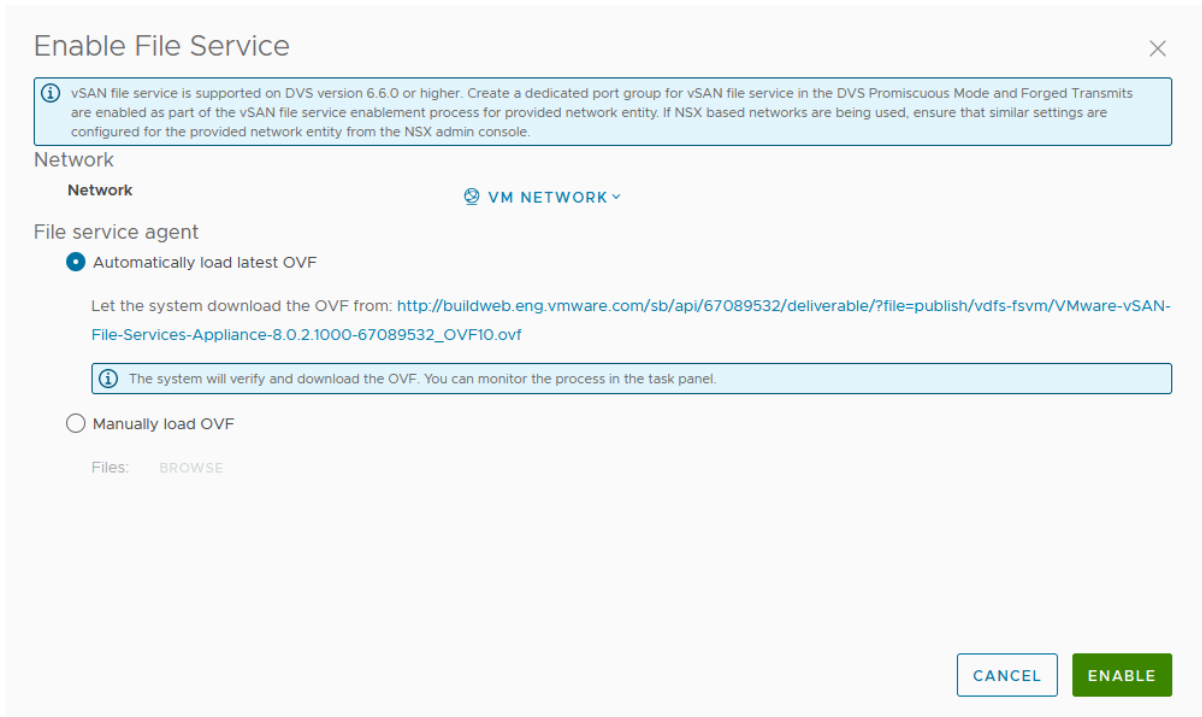 Enable File Service
vSAN file service is supported on DVS version 6.6.0 or higher. Create a dedicated port group for vSAN file service in the DVS Promiscuous Mode and Forged Transmits
are enabled as part of the vSAN file service enablement process for provided network entity. If NSX based networks are being used, ensure that similar settings are
configured for the provided network entity from the NSX admin console.
Network
Network
VM NETWORK
File service agent
Automatically load latest OVF
Let the system download the OVF from: http://buildweb.eng.vmware.com/sb/api/67089532/deliverable/?file=publish/vdfs-fsvm/VMware-vSAN-
File-Services-Appliance-8.0.2.1000-67089532_OVF10.ovf
The system will verify and download the OVF. You can monitor the process in the task panel.
Manually load OVF
Files: BROWSE
CANCEL ENABLE